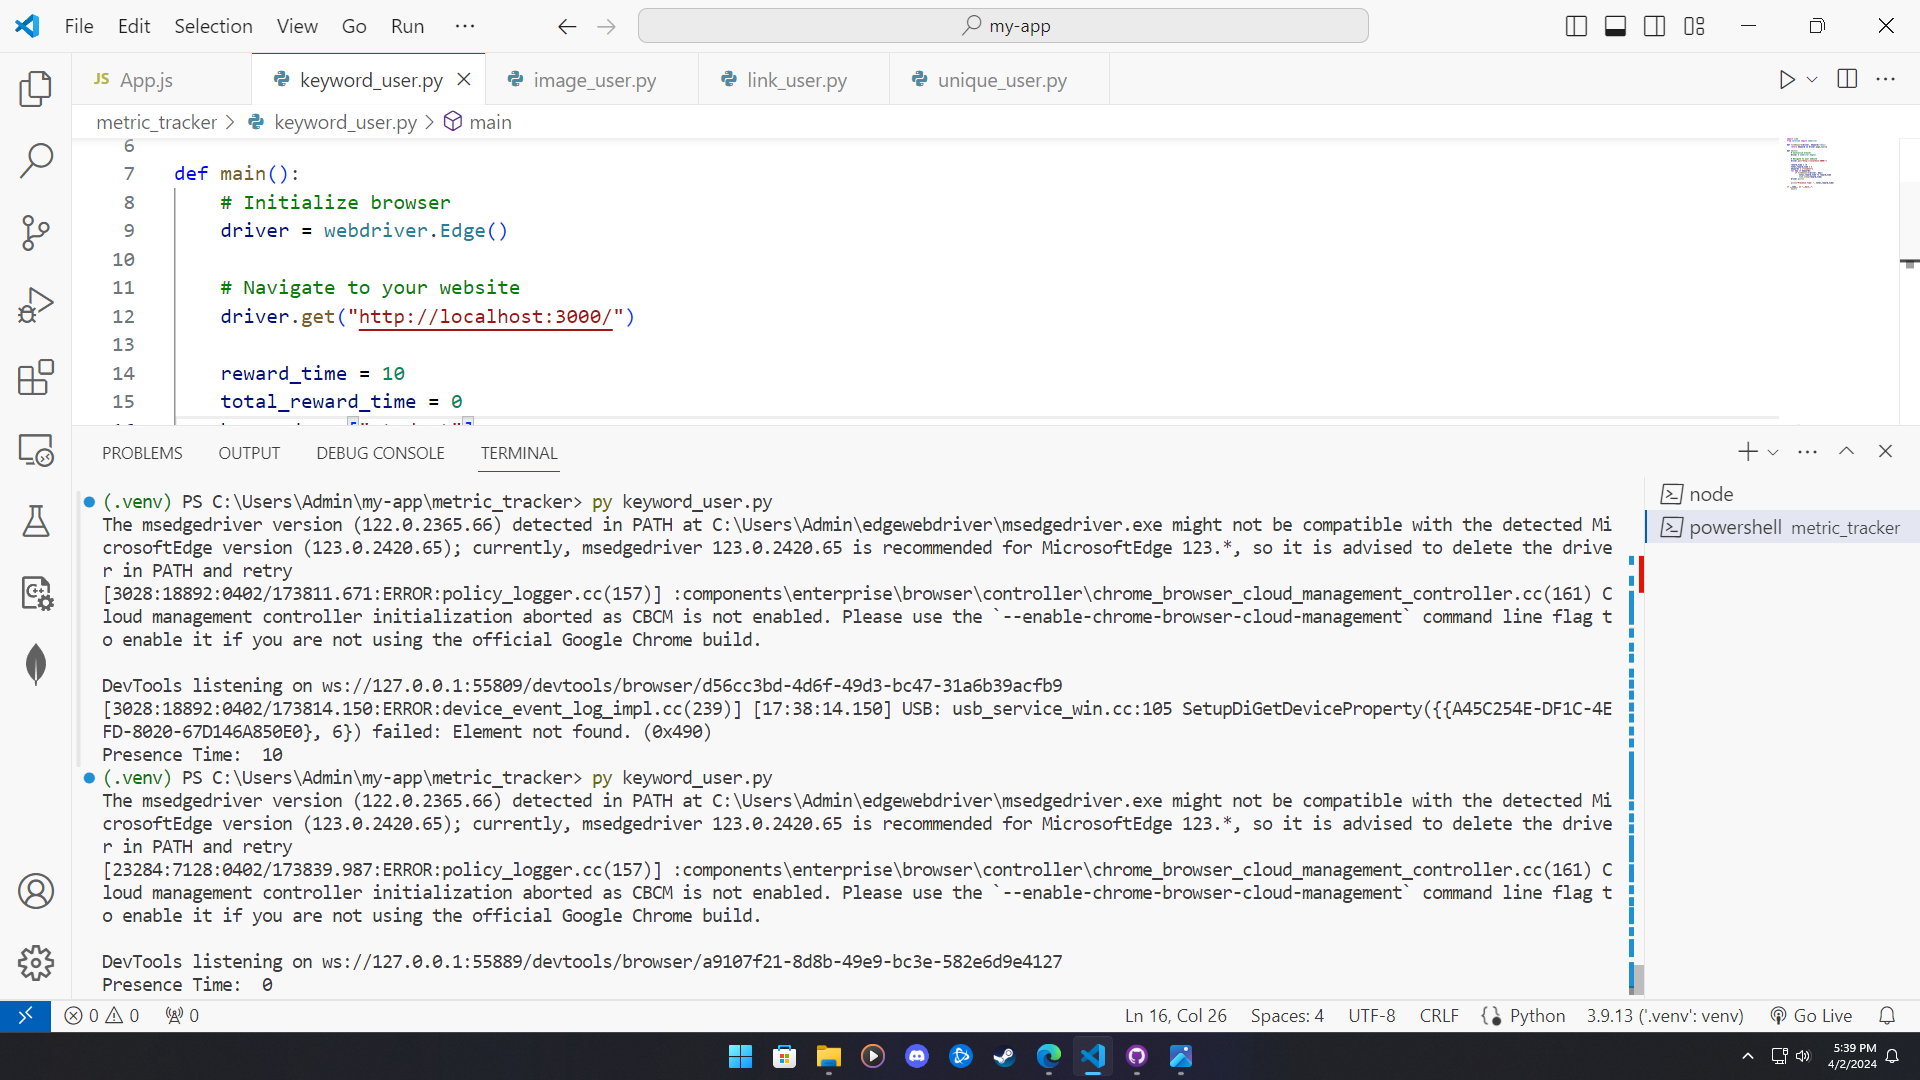 File Edit Selection View Go Run ··· my-app
JS App.js keyword_user.py image_user.py link_user.py unique_user.py
metric_tracker > keyword_user.py > main
6
7 def main():
8 # Initialize browser
9 driver = webdriver.Edge()
10
11 # Navigate to your website
12 driver.get("http://localhost:3000/")
13
14 reward_time = 10
15 total_reward_time = 0
PROBLEMS OUTPUT DEBUG CONSOLE TERMINAL
(.venv) PS C:\Users\Admin\my-app\metric_tracker> py keyword_user.py
The msedgedriver version (122.0.2365.66) detected in PATH at C:\Users\Admin\edgewebdriver\msedgedriver.exe might not be compatible with the detected Mi
crosoftEdge version (123.0.2420.65); currently, msedgedriver 123.0.2420.65 is recommended for MicrosoftEdge 123.*, so it is advised to delete the drive
r in PATH and retry
[3028:18892:0402/173811.671:ERROR:policy_logger.cc(157)] :components\enterprise\browser\controller\chrome_browser_cloud_management_controller.cc(161) C
loud management controller initialization aborted as CBCM is not enabled. Please use the `--enable-chrome-browser-cloud-management` command line flag t
o enable it if you are not using the official Google Chrome build.
DevTools listening on ws://127.0.0.1:55809/devtools/browser/d56cc3bd-4d6f-49d3-bc47-31a6b39acfb9
[3028:18892:0402/173814.150:ERROR:device_event_log_impl.cc(239)] [17:38:14.150] USB: usb_service_win.cc:105 SetupDiGetDeviceProperty({{A45C254E-DF1C-4E
FD-8020-67D146A850E0}, 6}) failed: Element not found. (0x490)
Presence Time:  10
(.venv) PS C:\Users\Admin\my-app\metric_tracker> py keyword_user.py
The msedgedriver version (122.0.2365.66) detected in PATH at C:\Users\Admin\edgewebdriver\msedgedriver.exe might not be compatible with the detected Mi
crosoftEdge version (123.0.2420.65); currently, msedgedriver 123.0.2420.65 is recommended for MicrosoftEdge 123.*, so it is advised to delete the drive
r in PATH and retry
[23284:7128:0402/173839.987:ERROR:policy_logger.cc(157)] :components\enterprise\browser\controller\chrome_browser_cloud_management_controller.cc(161) C
loud management controller initialization aborted as CBCM is not enabled. Please use the `--enable-chrome-browser-cloud-management` command line flag t
o enable it if you are not using the official Google Chrome build.
DevTools listening on ws://127.0.0.1:55889/devtools/browser/a9107f21-8d8b-49e9-bc3e-582e6d9e4127
Presence Time:  0
node
powershell metric_tracker
0 0 0 Ln 16, Col 26 Spaces: 4 UTF-8 CRLF Python 3.9.13 ('.venv': venv) Go Live
5:39 PM
4/2/2024